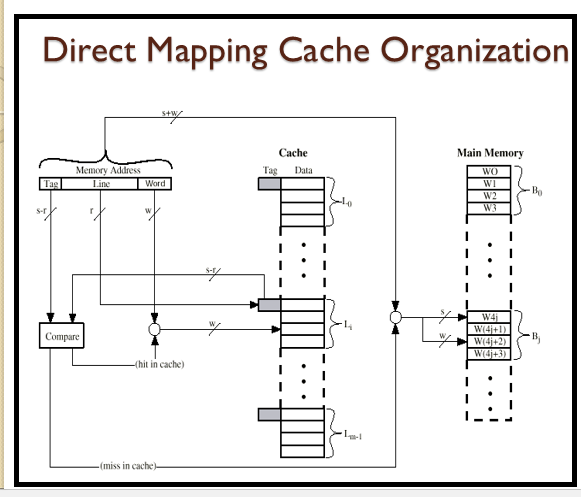 Direct Mapping Cache Organization
s+w
Cache
Main Memory
Memory Address
Tag Data
Tag Line Word
W0
W1
W2
W3
B0
L0
s-r
r
w
s-r
w
Li
s
w
W4j
W(4j+1)
W(4j+2)
W(4j+3)
Bj
Compare
(hit in cache)
Lm-1
(miss in cache)